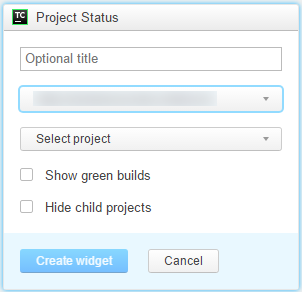 TC Project Status
Optional title
Select project
Show green builds
Hide child projects
Create widget Cancel